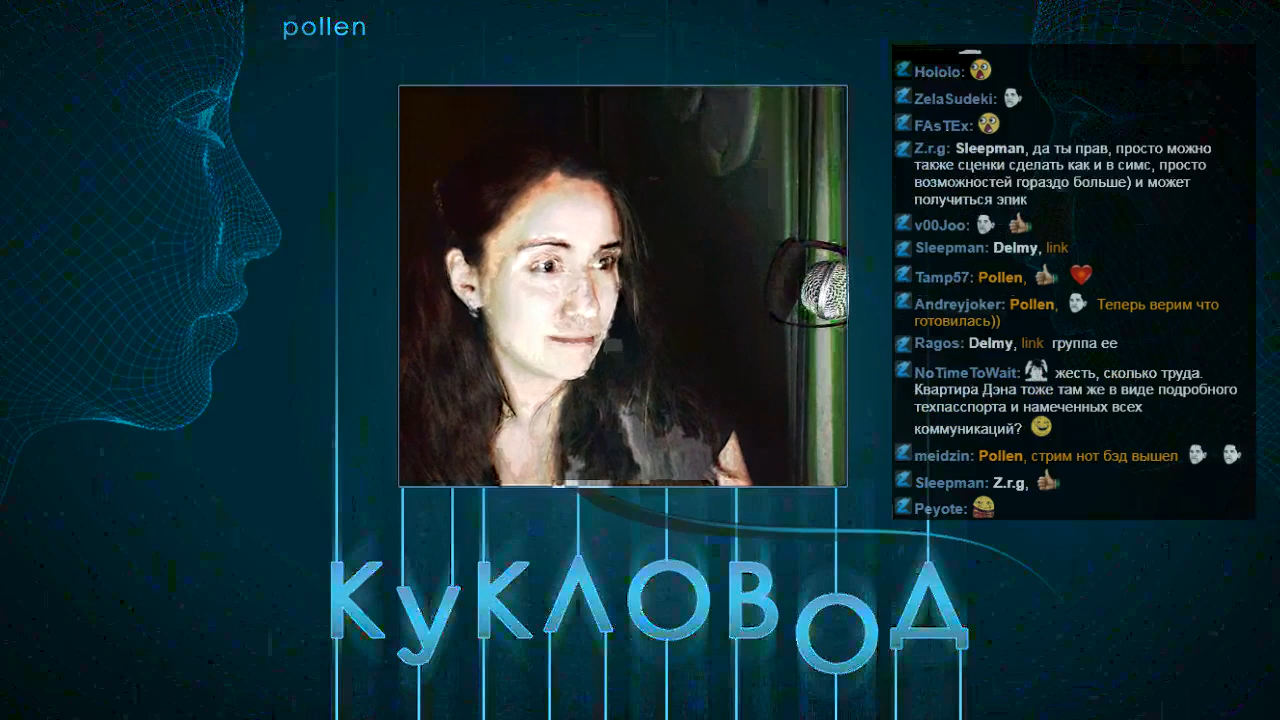 pollen
Hololo:
ZelaSudeki:
FAsTEx:
Z.r.g: Sleepman, да ты прав, просто можно
также сценки сделать как и в симс, просто
возможностей гораздо больше) и может
получиться эпик
v00Joo:
Sleepman: Delmy, link
Tamp57: Pollen,
Andreyjoker: Pollen, Теперь верим что
готовилась))
Ragos: Delmy, link группа ее
NoTimeToWait: жесть, сколько труда.
Квартира Дэна тоже там же в виде подробного
техпасспорта и намеченных всех
коммуникаций?
meidzin: Pollen, стрим нот бэд вышел
Sleepman: Z.r.g,
Peyote:
КУКЛОВОД